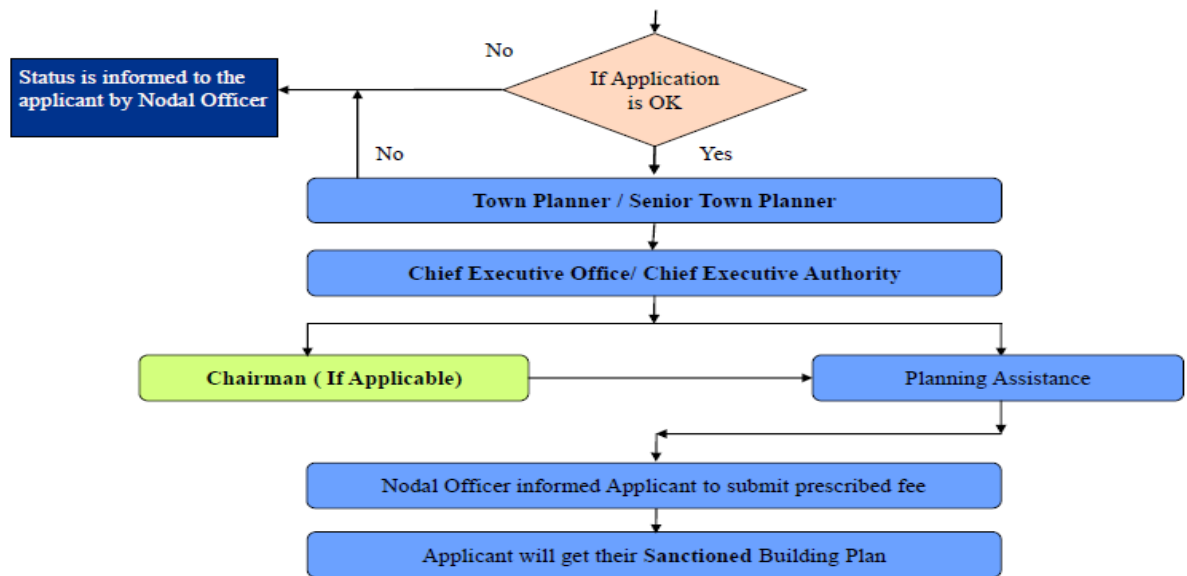 No
Status is informed to the
applicant by Nodal Officer
If Application
is OK
No
Yes
Town Planner / Senior Town Planner
Chief Executive Office/ Chief Executive Authority
Chairman ( If Applicable)
Planning Assistance
Nodal Officer informed Applicant to submit prescribed fee
Applicant will get their Sanctioned Building Plan